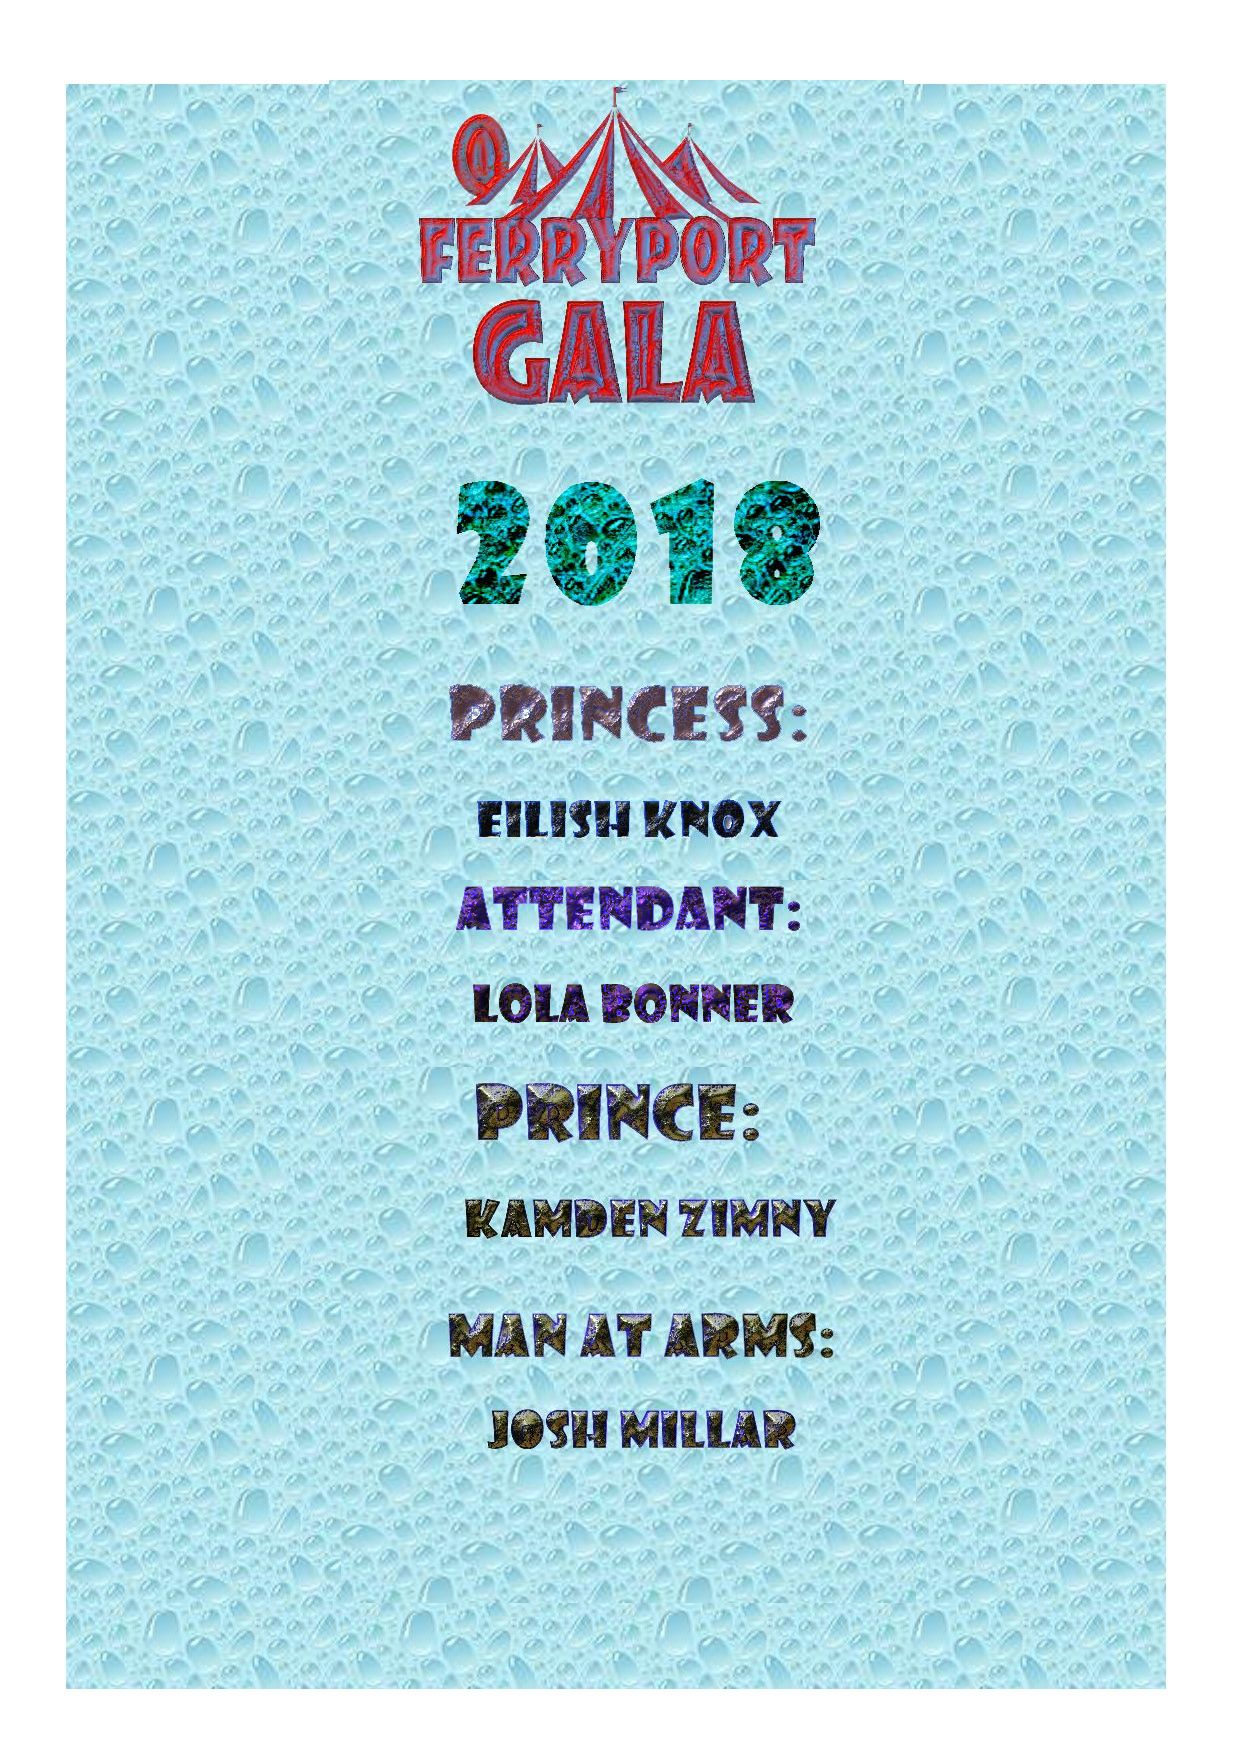 FERRYPORT
GALA
2018
PRINCESS:
EILISH KNOX
ATTENDANT:
LOLA BONNER
PRINCE:
KAMDEN ZIMNY
MAN AT ARMS:
JOSH MILLAR